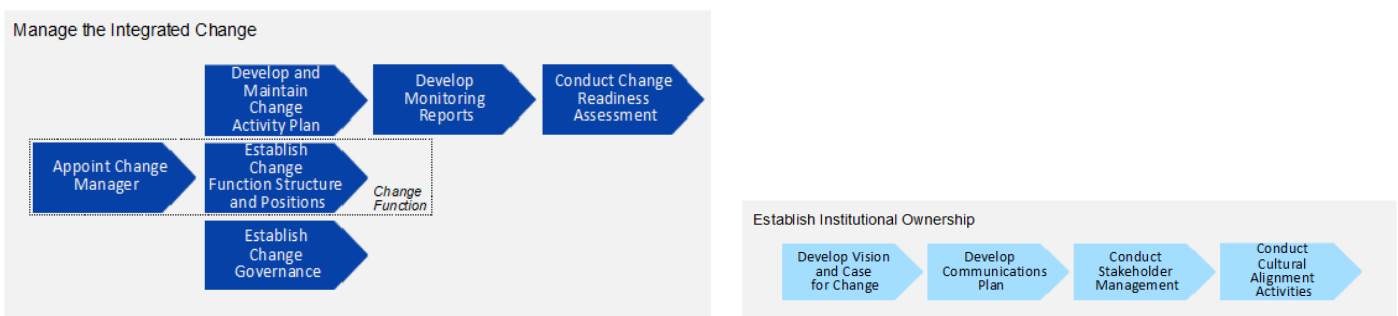 Manage the Integrated Change
Develop and
Maintain
Change
Activity Plan
Develop
Monitoring
Reports
Conduct Change
Readiness
Assessment
Appoint Change
Manager
Establish
Change
Function Structure
and Positions
Change
Function
Establish
Change
Governance
Establish Institutional Ownership
Develop Vision
and Case
for Change
Develop
Communications
Plan
Conduct
Stakeholder
Management
Conduct
Cultural
Alignment
Activities